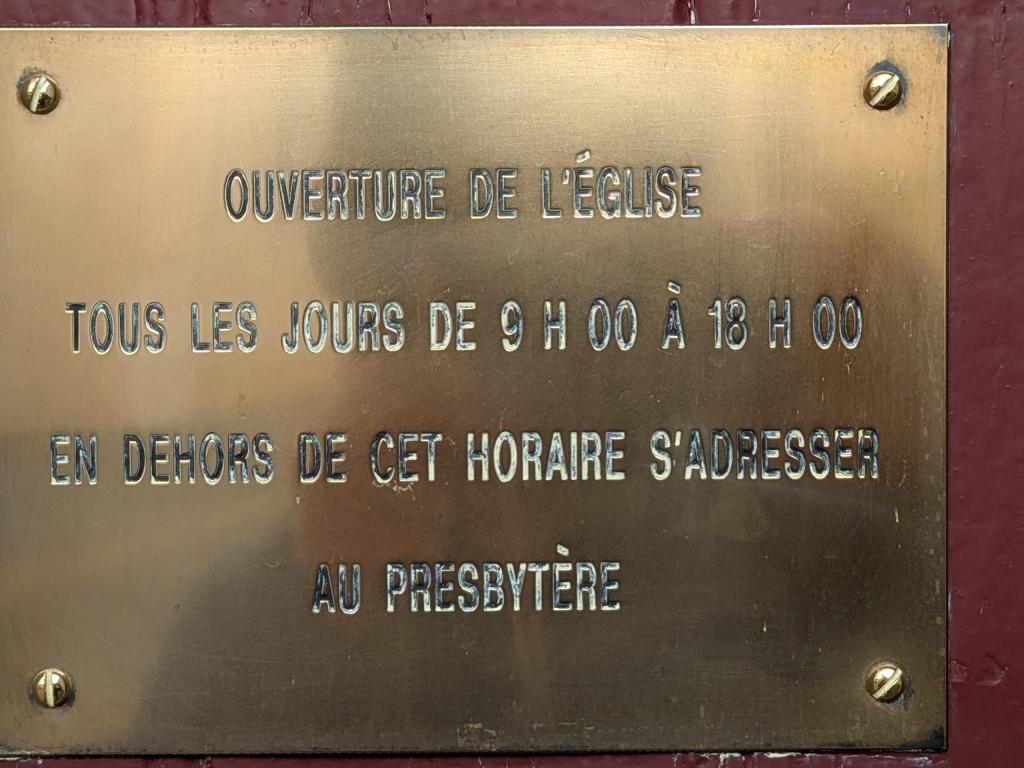 OUVERTURE DE L'ÉGLISE
TOUS LES JOURS DE 9 H 00 À 18 H 00
EN DEHORS DE CET HORAIRE S'ADRESSER
AU PRESBYTÈRE